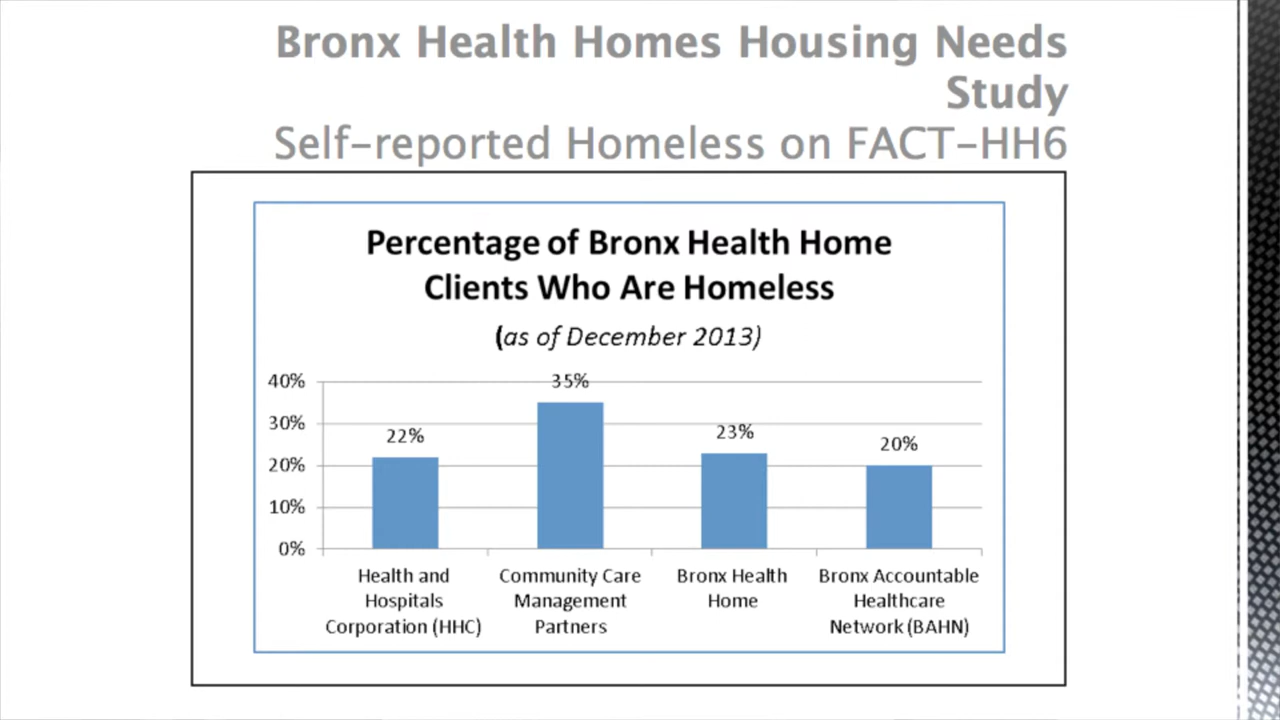 Bronx Health Homes Housing Needs
Study
Self-reported Homeless on FACT-HH6
Percentage of Bronx Health Home
Clients Who Are Homeless
(as of December 2013)
40%
30%
20%
10%
0%
22%
35%
23%
20%
Health and
Hospitals
Corporation (HHC)
Community Care
Management
Partners
Bronx Health
Home
Bronx Accountable
Healthcare
Network (BAHN)